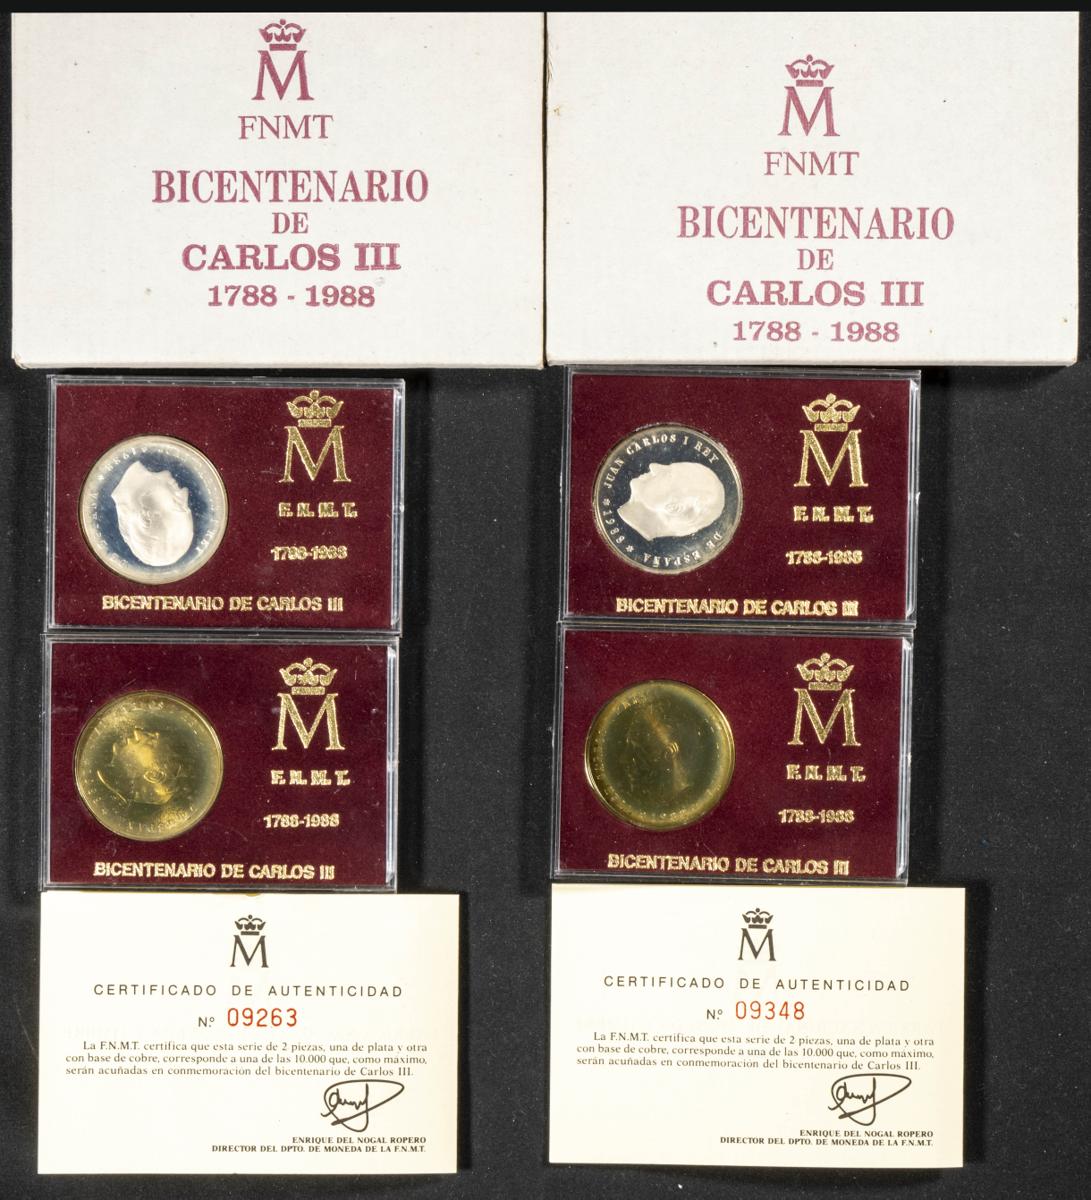 M
FNMT
BICENTENARIO
DE
CARLOS III
1788 - 1988
M
FNMT
BICENTENARIO
DE
CARLOS III
1788 - 1988
M
F. N. M. T.
1788-1988
BICENTENARIO DE CARLOS III
JUAN CARLOS I REY
DE ESPAÑA * 1988 *
M
F. N. M. T.
1788-1988
BICENTENARIO DE CARLOS III
M
F. N. M. T.
1788-1988
BICENTENARIO DE CARLOS III
M
F. N. M. T.
1788-1988
BICENTENARIO DE CARLOS III
M
CERTIFICADO DE AUTENTICIDAD
N.º 09263
La F.N.M.T. certifica que esta serie de 2 piezas, una de plata y otra
con base de cobre, corresponde a una de las 10.000 que, como máximo,
serán acuñadas en conmemoración del bicentenario de Carlos III.
ENRIQUE DEL NOGAL ROPERO
DIRECTOR DEL DPTO. DE MONEDA DE LA F.N.M.T.
M
CERTIFICADO DE AUTENTICIDAD
N.º 09348
La F.N.M.T. certifica que esta serie de 2 piezas, una de plata y otra
con base de cobre, corresponde a una de las 10.000 que, como máximo,
serán acuñadas en conmemoración del bicentenario de Carlos III.
ENRIQUE DEL NOGAL ROPERO
DIRECTOR DEL DPTO. DE MONEDA DE LA F.N.M.T.